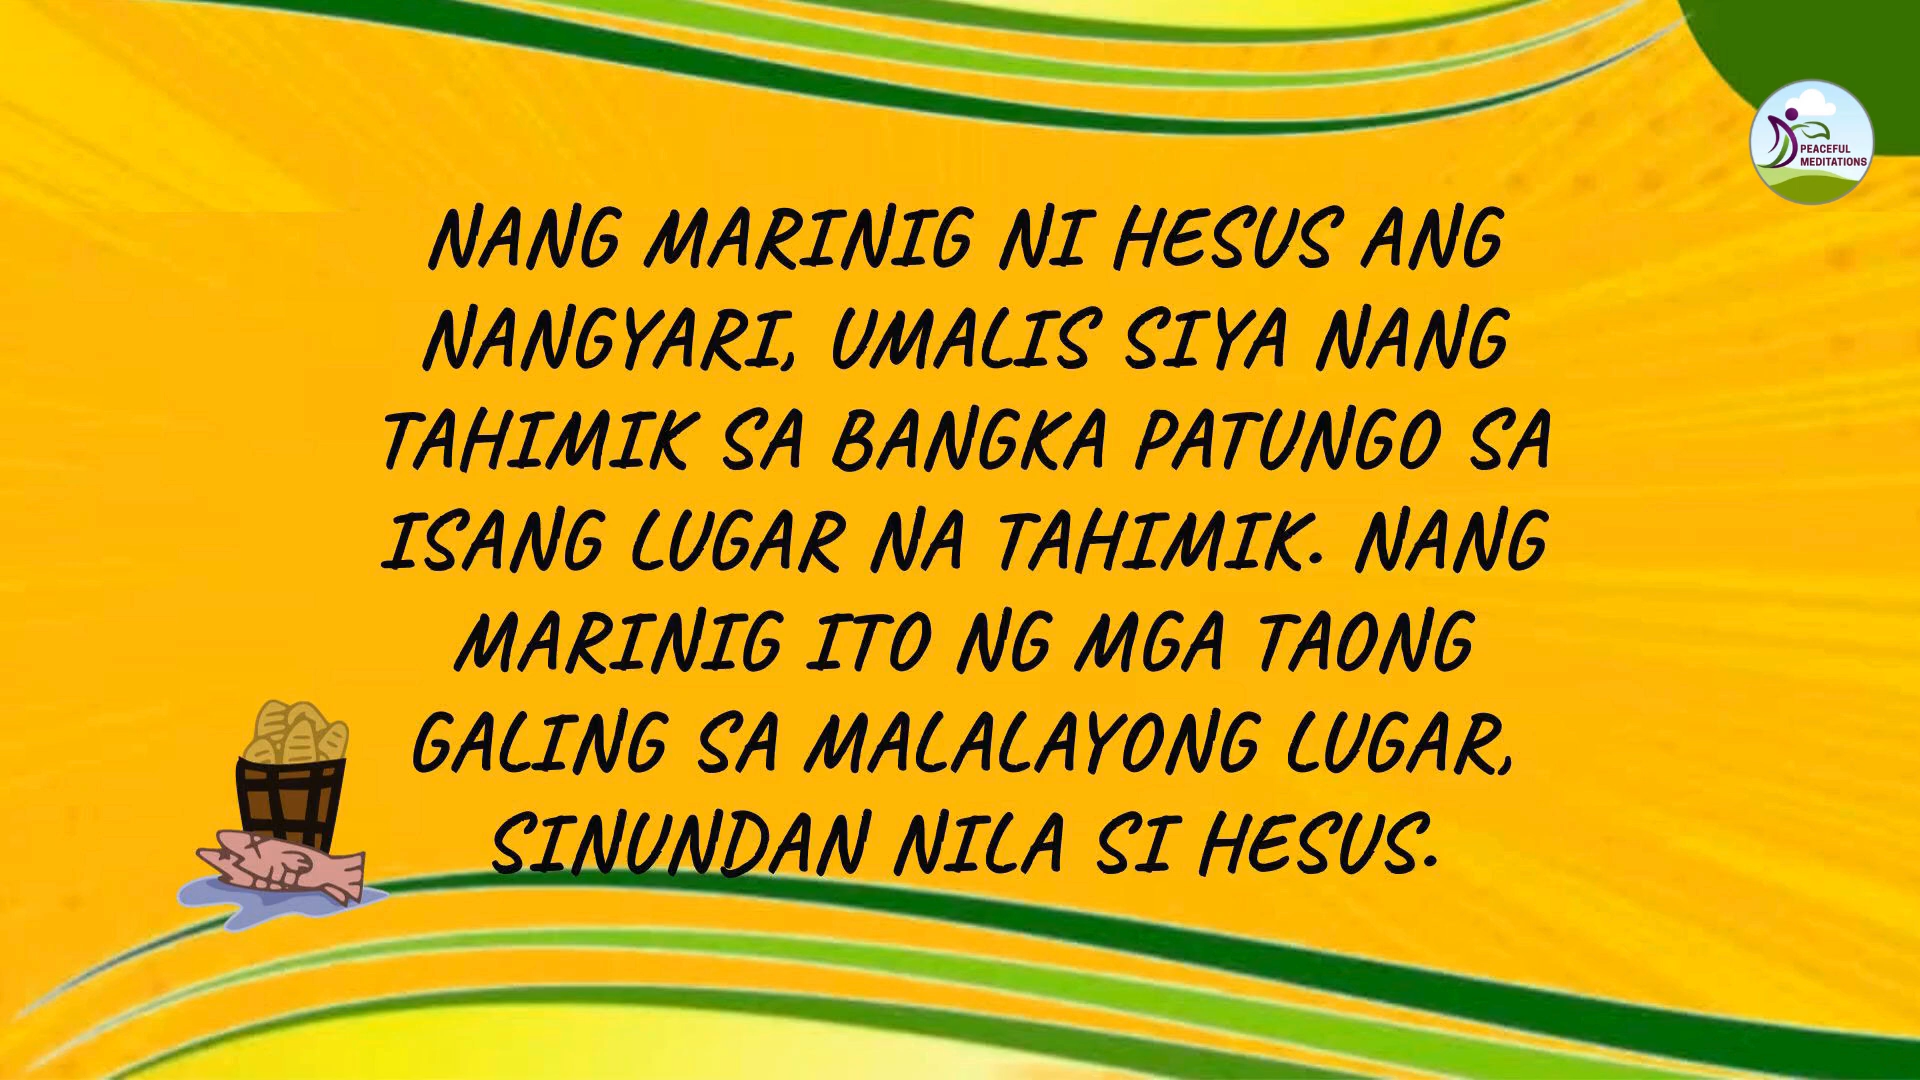 PEACEFUL
MEDITATIONS
NANG MARINIG NI HESUS ANG
NANGYARI, UMALIS SIYA NANG
TAHIMIK SA BANGKA PATUNGO SA
ISANG LUGAR NA TAHIMIK. NANG
MARINIG ITO NG MGA TAONG
GALING SA MALALAYONG LUGAR,
SINUNDAN NILA SI HESUS.